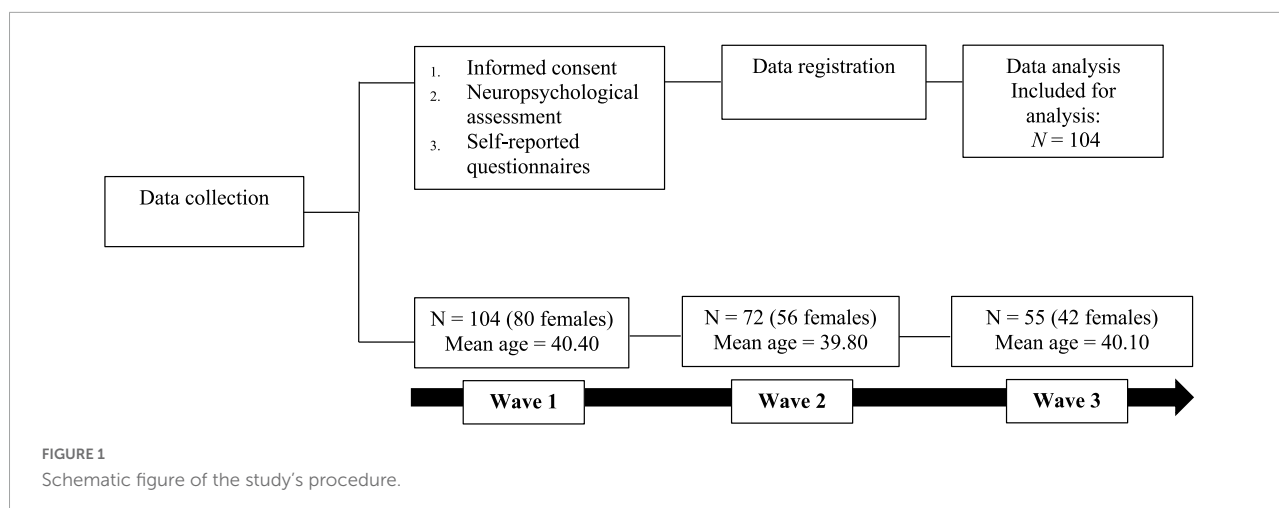 Data collection
1. Informed consent
2. Neuropsychological
assessment
3. Self-reported
questionnaires
Data registration
Data analysis
Included for
analysis:
N = 104
N = 104 (80 females)
Mean age = 40.40
N = 72 (56 females)
Mean age = 39.80
N = 55 (42 females)
Mean age = 40.10
Wave 1
Wave 2
Wave 3
FIGURE 1
Schematic figure of the study’s procedure.